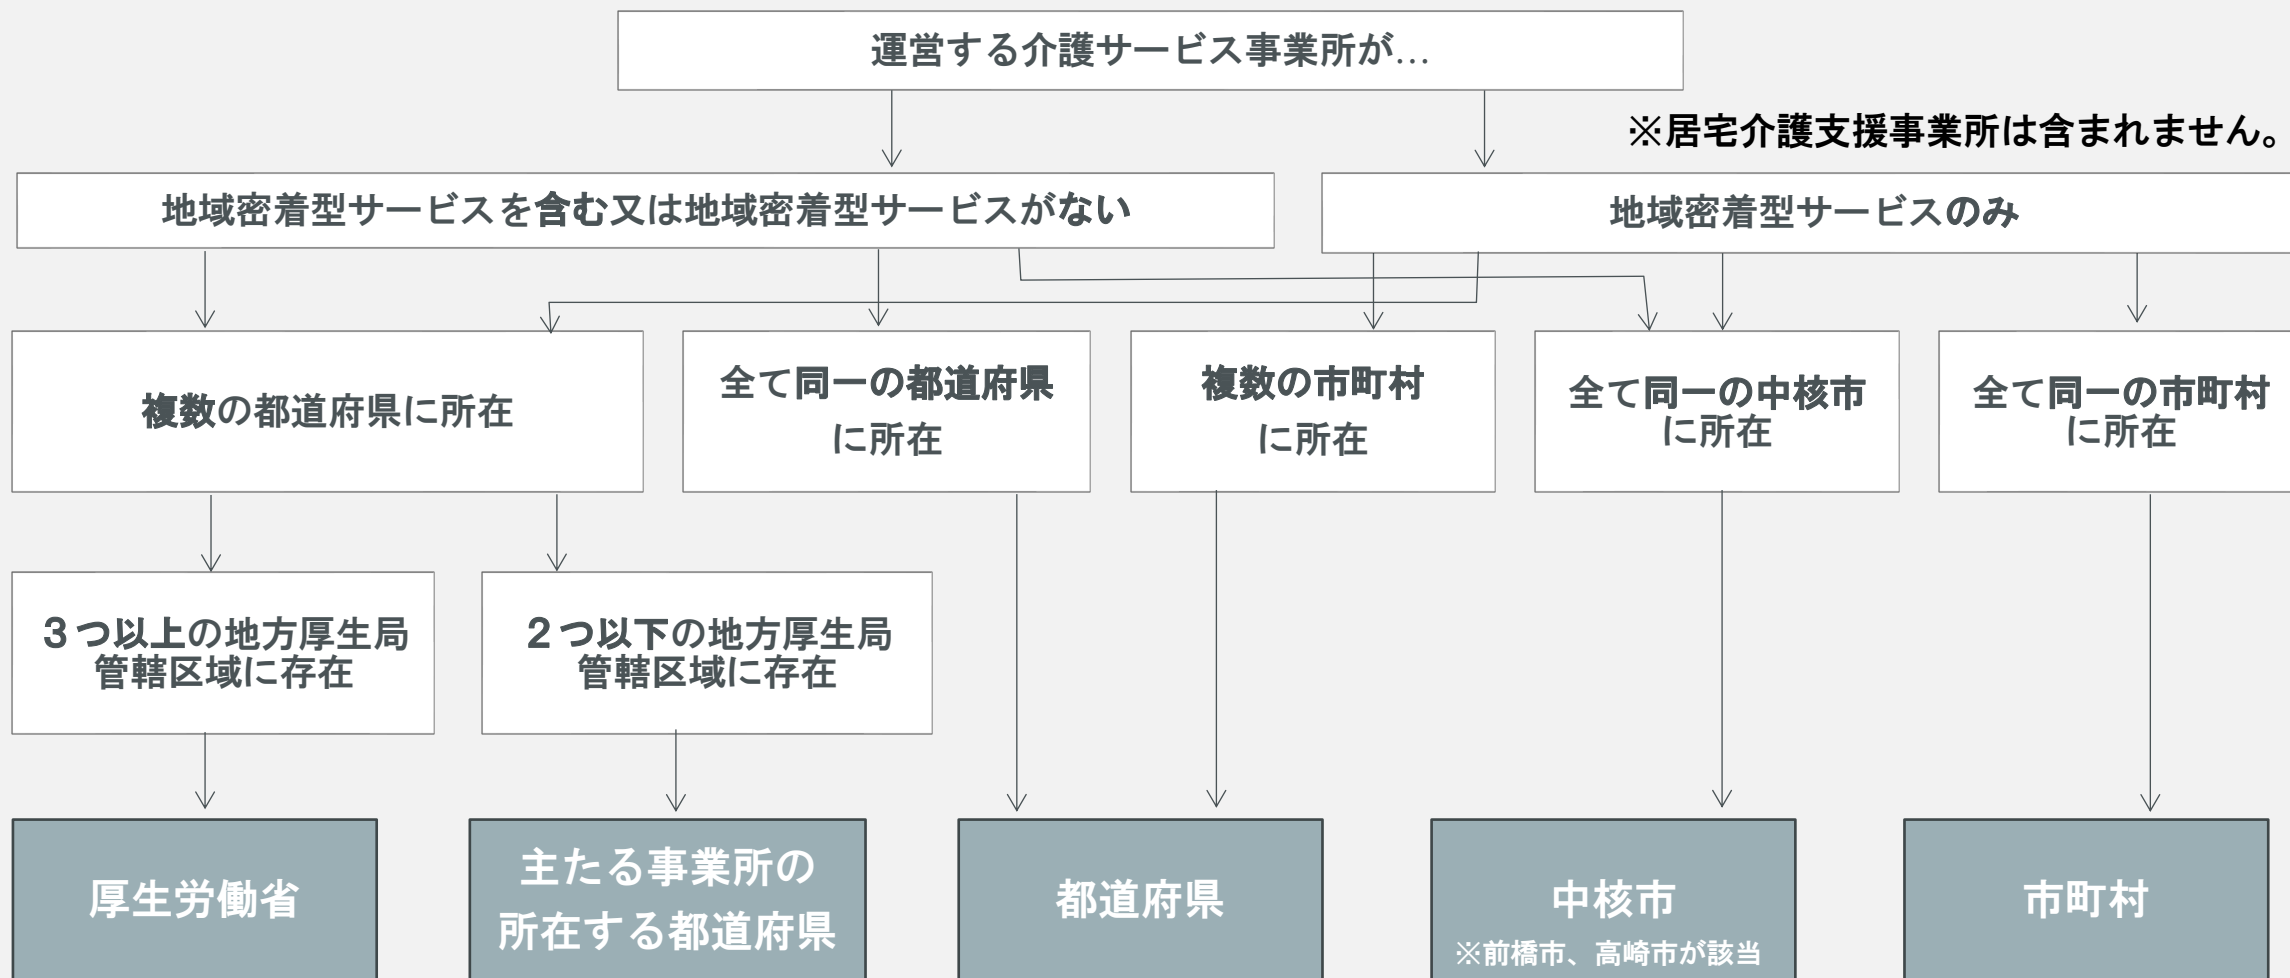 運営する介護サービス事業所が…
※居宅介護支援事業所は含まれません。
地域密着型サービスを含む又は地域密着型サービスがない
地域密着型サービスのみ
複数の都道府県に所在
全て同一の都道府県
に所在
複数の市町村
に所在
全て同一の中核市
に所在
全て同一の市町村
に所在
３つ以上の地方厚生局
管轄区域に存在
２つ以下の地方厚生局
管轄区域に存在
厚生労働省
主たる事業所の
所在する都道府県
都道府県
中核市
※前橋市、高崎市が該当
市町村